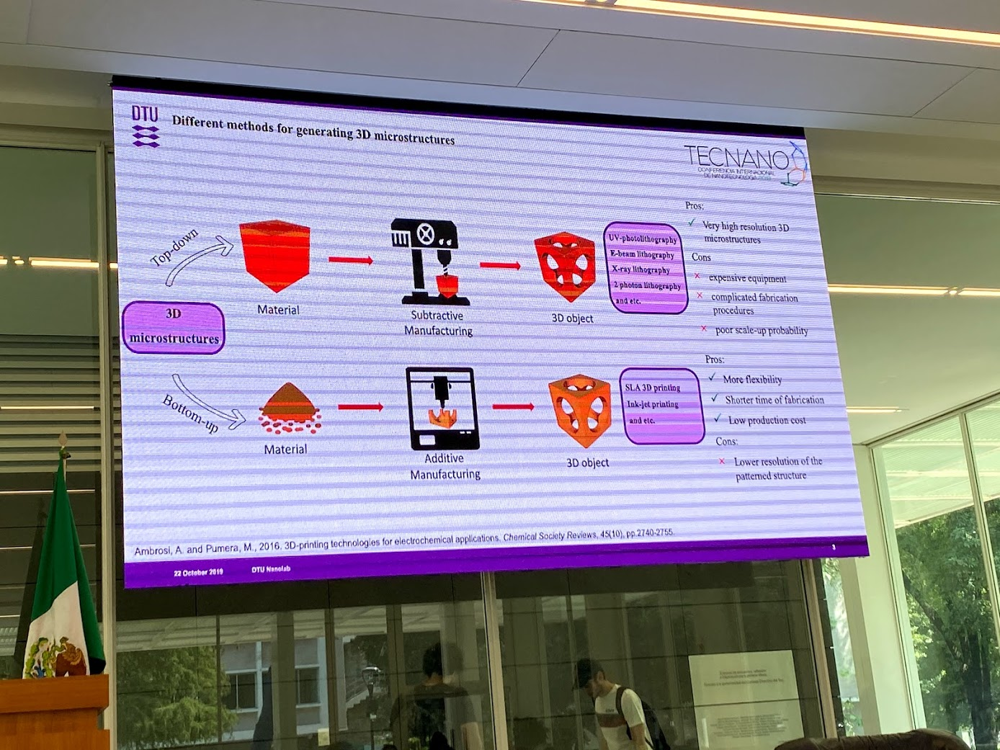 DTU
Different methods for generating 3D microstructures
TECNANO
CONFERENCIA INTERNACIONAL
DE NANOTECNOLOGÍA 2019
Top-down
Material
Subtractive
Manufacturing
3D object
UV-photolithography
E-beam lithography
X-ray lithography
2 photon lithography
and etc.
Pros:
✓ Very high resolution 3D
microstructures
Cons
× expensive equipment
× complicated fabrication
procedures
× poor scale-up probability
3D
microstructures
Bottom-up
Material
Additive
Manufacturing
3D object
SLA 3D printing
Ink-jet printing
and etc.
Pros:
✓ More flexibility
✓ Shorter time of fabrication
✓ Low production cost
Cons:
× Lower resolution of the
patterned structure
Ambrosi, A. and Pumera, M., 2016. 3D-printing technologies for electrochemical applications. Chemical Society Reviews, 45(10), pp.2740-2755.
22 October 2019
DTU Nanolab
3